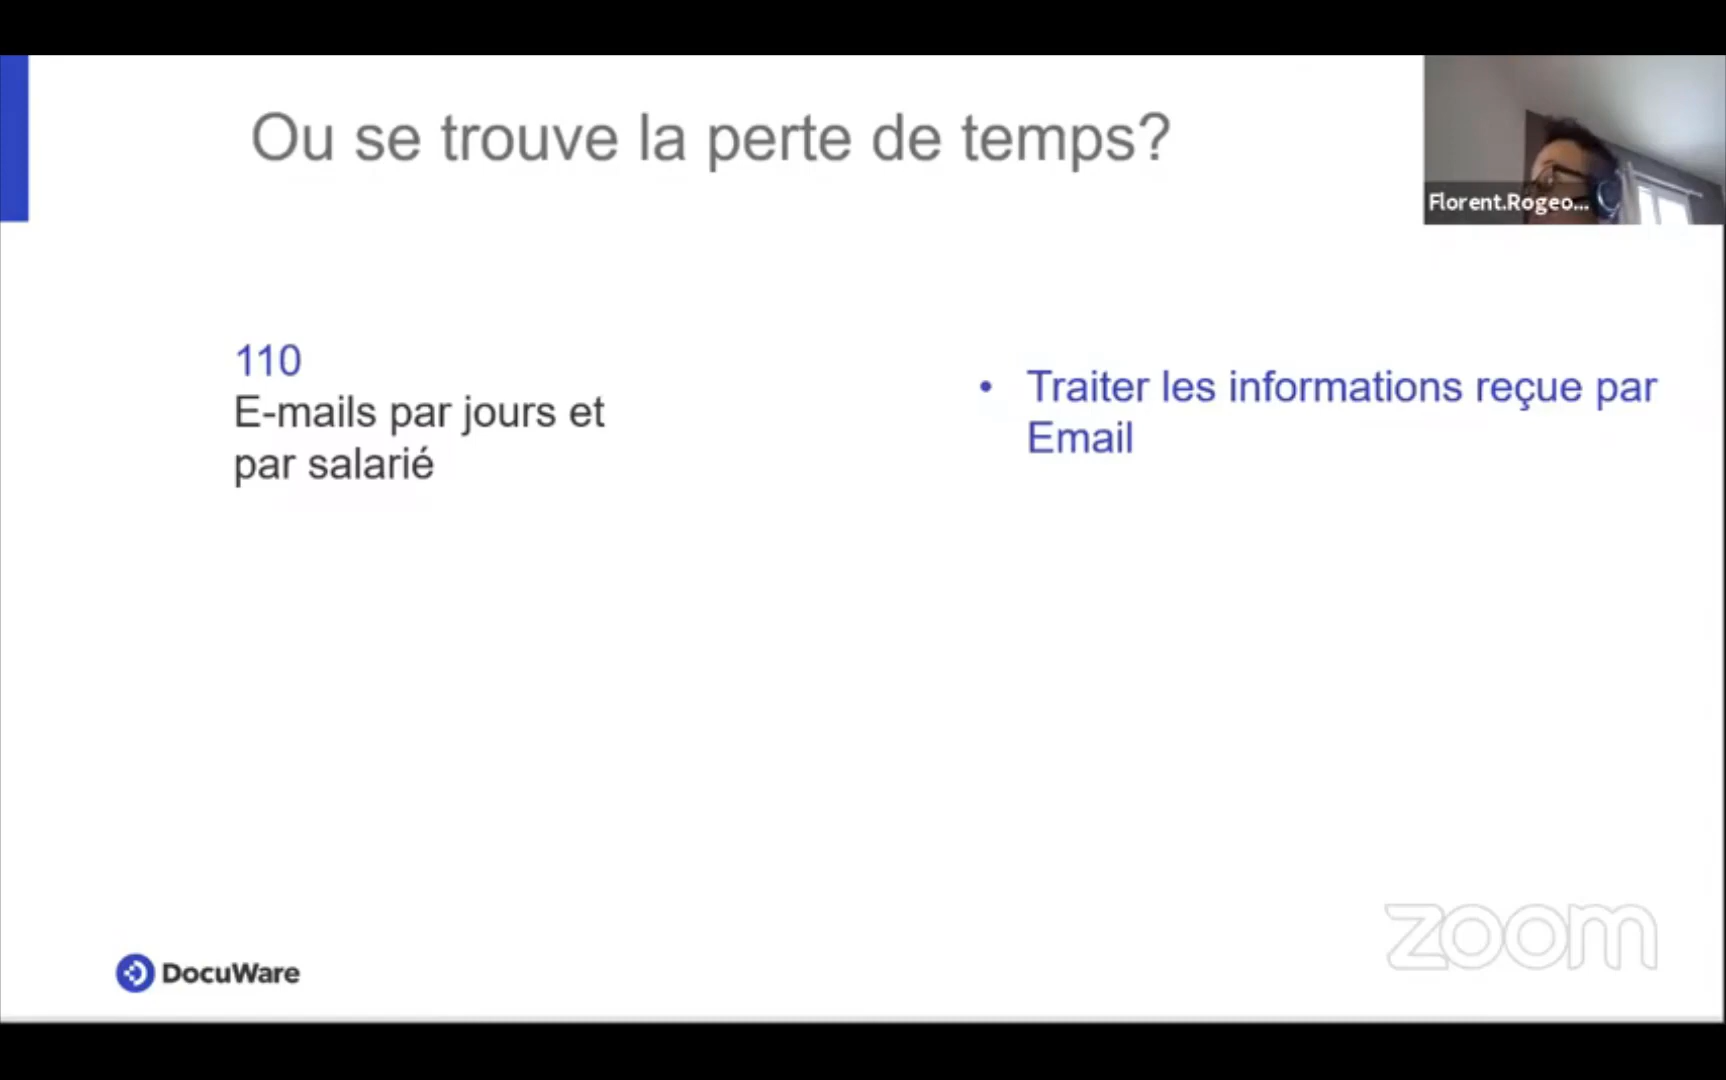 Ou se trouve la perte de temps?
Florent.Rogeo...
110
E-mails par jours et
par salarié
• Traiter les informations reçue par
Email
zoom
DocuWare